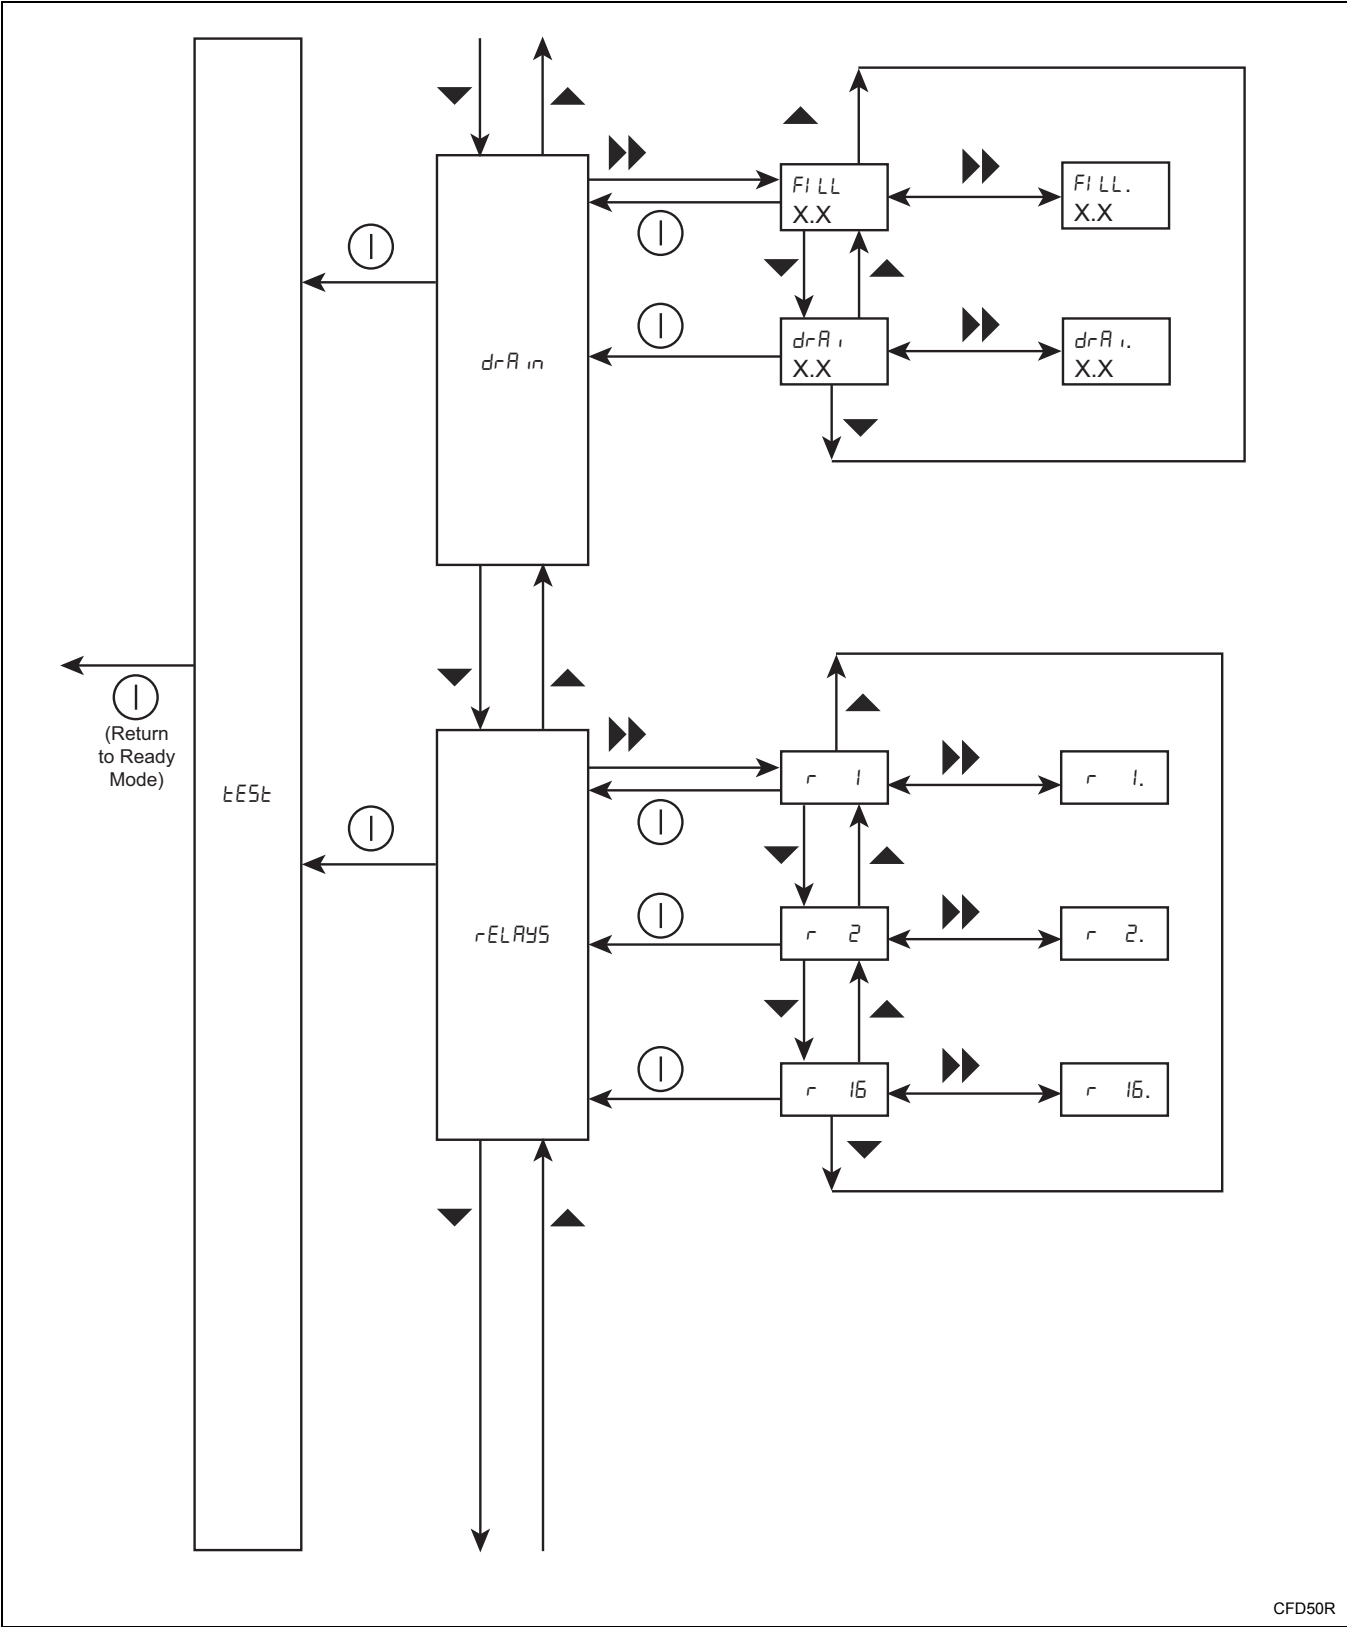 FILL
X.X
FILL.
X.X
drAi
X.X
drAi.
X.X
drAin
(Return
to Ready
Mode)
tESt
r 1
r 1.
rELAYS
r 2
r 2.
r 16
r 16.
CFD50R